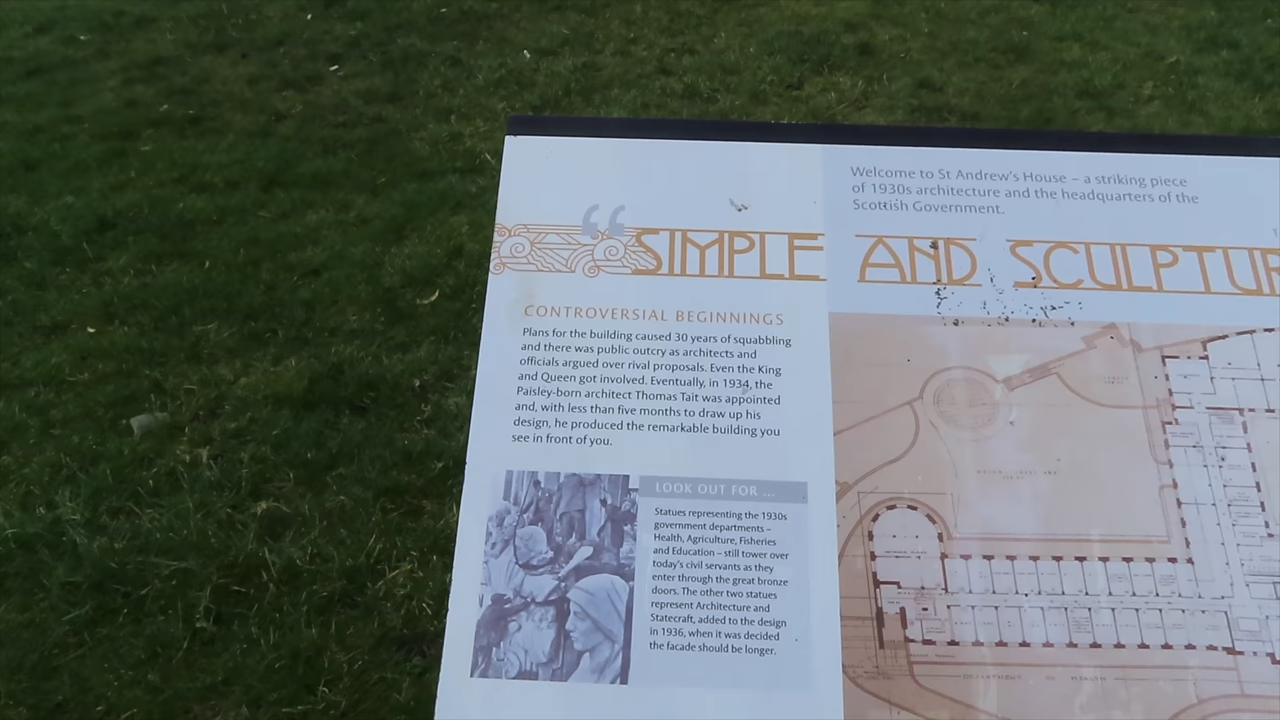 Welcome to St Andrew's House – a striking piece
of 1930s architecture and the headquarters of the
Scottish Government.
“SIMPLE AND SCULPTUR
CONTROVERSIAL BEGINNINGS
Plans for the building caused 30 years of squabbling
and there was public outcry as architects and
officials argued over rival proposals. Even the King
and Queen got involved. Eventually, in 1934, the
Paisley-born architect Thomas Tait was appointed
and, with less than five months to draw up his
design, he produced the remarkable building you
see in front of you.
LOOK OUT FOR ...
Statues representing the 1930s
government departments –
Health, Agriculture, Fisheries
and Education – still tower over
today's civil servants as they
enter through the great bronze
doors. The other two statues
represent Architecture and
Statecraft, added to the design
in 1936, when it was decided
the facade should be longer.
DEPARTMENT OF HEALTH